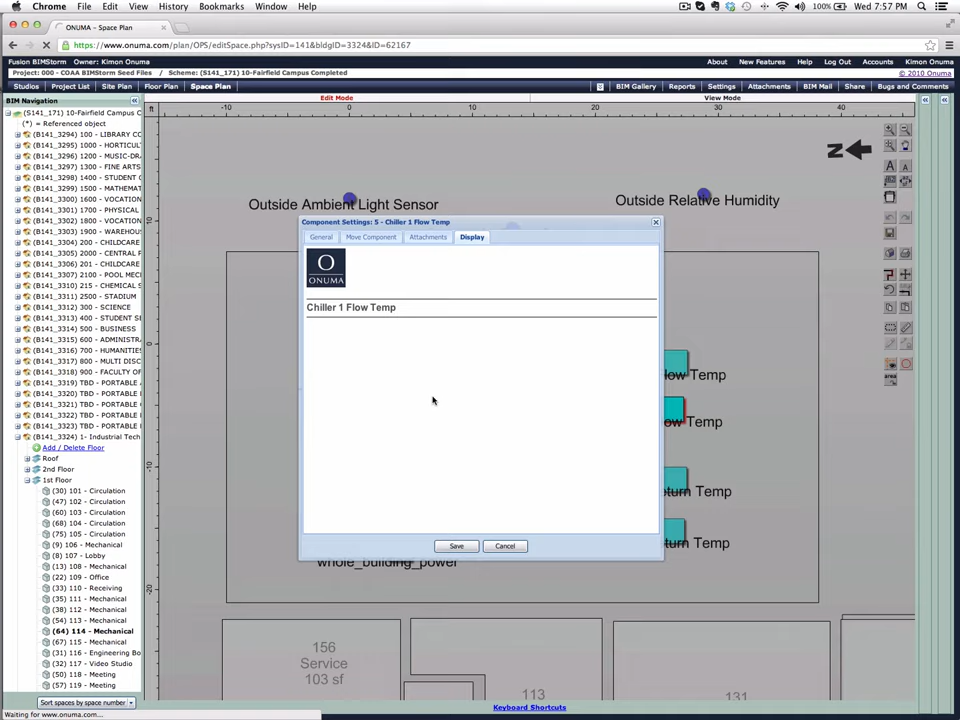 Chrome File Edit View History Bookmarks Window Help 100% Wed 7:57 PM
ONUMA - Space Plan
https://www.onuma.com/plan/OPS/editSpace.php?sysID=141&bldgID=3324&ID=62167
Fusion BIMStorm Owner: Kimon Onuma About New Features Help Log Out Accounts Kimon Onuma
Project: 000 - COAA BIMStorm Seed Files / Scheme: (S141_171) 10-Fairfield Campus Completed © 2010 Onuma
Studios Project List Site Plan Floor Plan Space Plan BIM Gallery Reports Settings Attachments BIM Mail Share Bugs and Comments
BIM Navigation
Edit Mode View Mode
ft -10 0 10 20 30 40
(S141_171) 10-Fairfield Campus C
(*) = Referenced object
(B141_3294) 100 - LIBRARY CO
(B141_3295) 1000 - HORTICUL
(B141_3296) 1200 - MUSIC-DR
(B141_3297) 1300 - FINE ARTS
(B141_3298) 1400 - STUDENT
(B141_3299) 1500 - MATHEMAT
(B141_3300) 1600 - VOCATION
(B141_3301) 1700 - PHYSICAL
(B141_3302) 1800 - VOCATION
(B141_3303) 200 - THEATER
(B141_3304) 200 - CHILDCARE
(B141_3305) 2000 - CENTRAL P
(B141_3306) 201 - CHILDCARE
(B141_3307) 2100 - POOL MECH
(B141_3310) 215 - CHEMICAL S
(B141_3311) 2500 - STADIUM
(B141_3312) 300 - SCIENCE
(B141_3313) 400 - STUDENT SE
(B141_3314) 500 - BUSINESS
(B141_3315) 600 - ADMINISTRA
(B141_3316) 700 - HUMANITIES
(B141_3317) 800 - MULTI DISC
(B141_3318) 900 - FACULTY OF
(B141_3319) TBD - PORTABLE A
(B141_3320) TBD - PORTABLE
(B141_3321) TBD - PORTABLE
(B141_3322) TBD - PORTABLE
(B141_3323) TBD - PORTABLE
(B141_3324) 1- Industrial Tech
Add / Delete Floor
Roof
2nd Floor
1st Floor
(30) 101 - Circulation
(47) 102 - Circulation
(60) 103 - Circulation
(68) 104 - Circulation
(75) 105 - Circulation
(9) 106 - Mechanical
(8) 107 - Lobby
(13) 108 - Mechanical
(22) 109 - Office
(33) 110 - Receiving
(35) 111 - Mechanical
(38) 112 - Mechanical
(54) 113 - Mechanical
(64) 114 - Mechanical
(67) 115 - Mechanical
(31) 116 - Engineering Bo
(32) 117 - Video Studio
(50) 118 - Meeting
(57) 119 - Meeting
Sort spaces by space number
Waiting for www.onuma.com...
10
0
-10
-20
Z
Outside Ambient Light Sensor
Outside Relative Humidity
Component Settings: 5 - Chiller 1 Flow Temp
General Move Component Attachments Display
O
ONUMA
Chiller 1 Flow Temp
Save Cancel
low Temp
ow Temp
eturn Temp
turn Temp
whole_building_power
156
Service
103 sf
113
131
A A
area
Keyboard Shortcuts